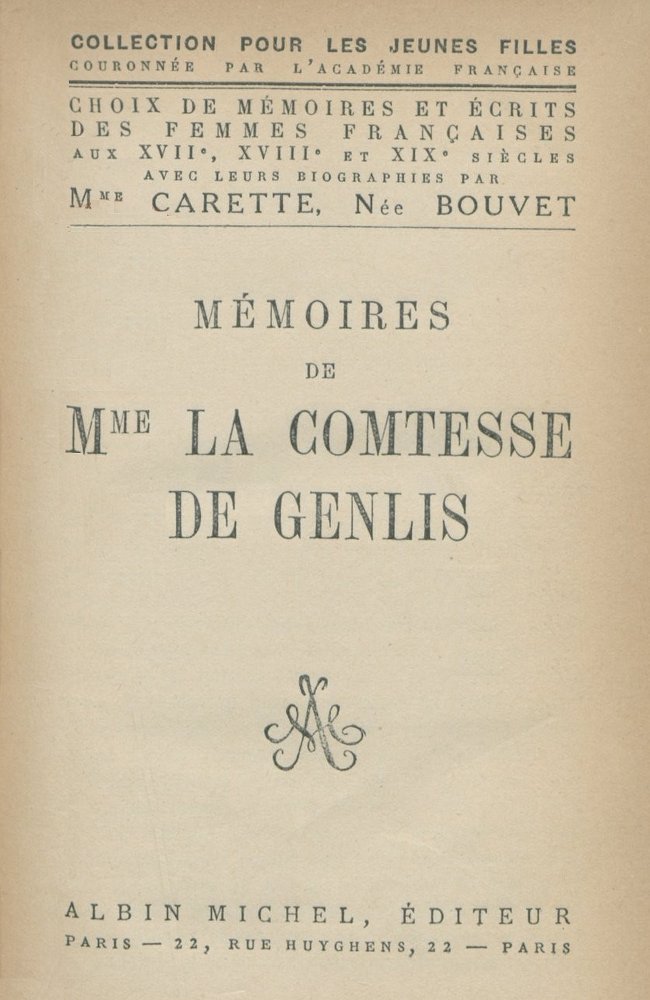 COLLECTION POUR LES JEUNES FILLES
COURONNÉE PAR L'ACADÉMIE FRANÇAISE
CHOIX DE MÉMOIRES ET ÉCRITS
DES FEMMES FRANÇAISES
AUX XVIIe, XVIIIe ET XIXe SIÈCLES
AVEC LEURS BIOGRAPHIES PAR
MME CARETTE, Née BOUVET
MÉMOIRES
DE
MME LA COMTESSE
DE GENLIS
ALBIN MICHEL, ÉDITEUR
PARIS — 22, RUE HUYGHENS, 22 — PARIS